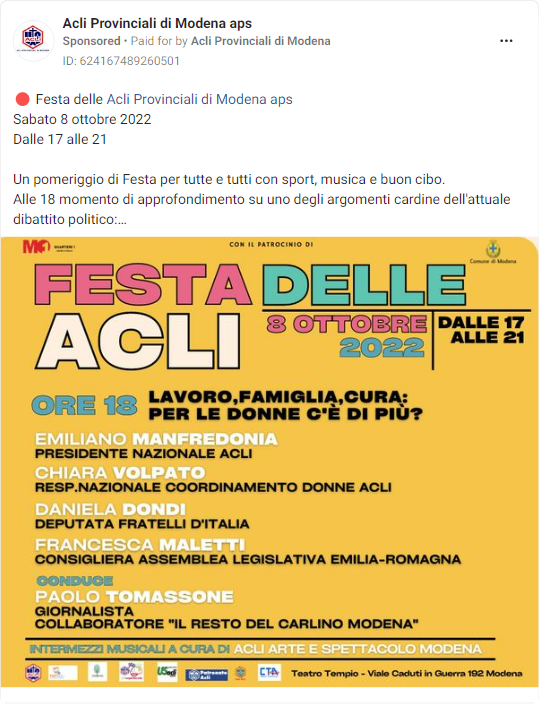 Acli Provinciali di Modena aps
Sponsored • Paid for by Acli Provinciali di Modena
ID: 624167489260501
🔴 Festa delle Acli Provinciali di Modena aps
Sabato 8 ottobre 2022
Dalle 17 alle 21
Un pomeriggio di Festa per tutte e tutti con sport, musica e buon cibo.
Alle 18 momento di approfondimento su uno degli argomenti cardine dell'attuale
dibattito politico:...
CON IL PATROCINIO DI
Comune di Modena
FESTA DELLE
ACLI
8 OTTOBRE
2022
DALLE 17
ALLE 21
ORE 18
LAVORO,FAMIGLIA,CURA:
PER LE DONNE C'È DI PIÙ?
EMILIANO MANFREDONIA
PRESIDENTE NAZIONALE ACLI
CHIARA VOLPATO
RESP.NAZIONALE COORDINAMENTO DONNE ACLI
DANIELA DONDI
DEPUTATA FRATELLI D'ITALIA
FRANCESCA MALETTI
CONSIGLIERA ASSEMBLEA LEGISLATIVA EMILIA-ROMAGNA
CONDUCE
PAOLO TOMASSONE
GIORNALISTA
COLLABORATORE "IL RESTO DEL CARLINO MODENA"
INTERMEZZI MUSICALI A CURA DI ACLI ARTE E SPETTACOLO MODENA
Patronato
Acli
CTA
Teatro Tempio - Viale Caduti in Guerra 192 Modena